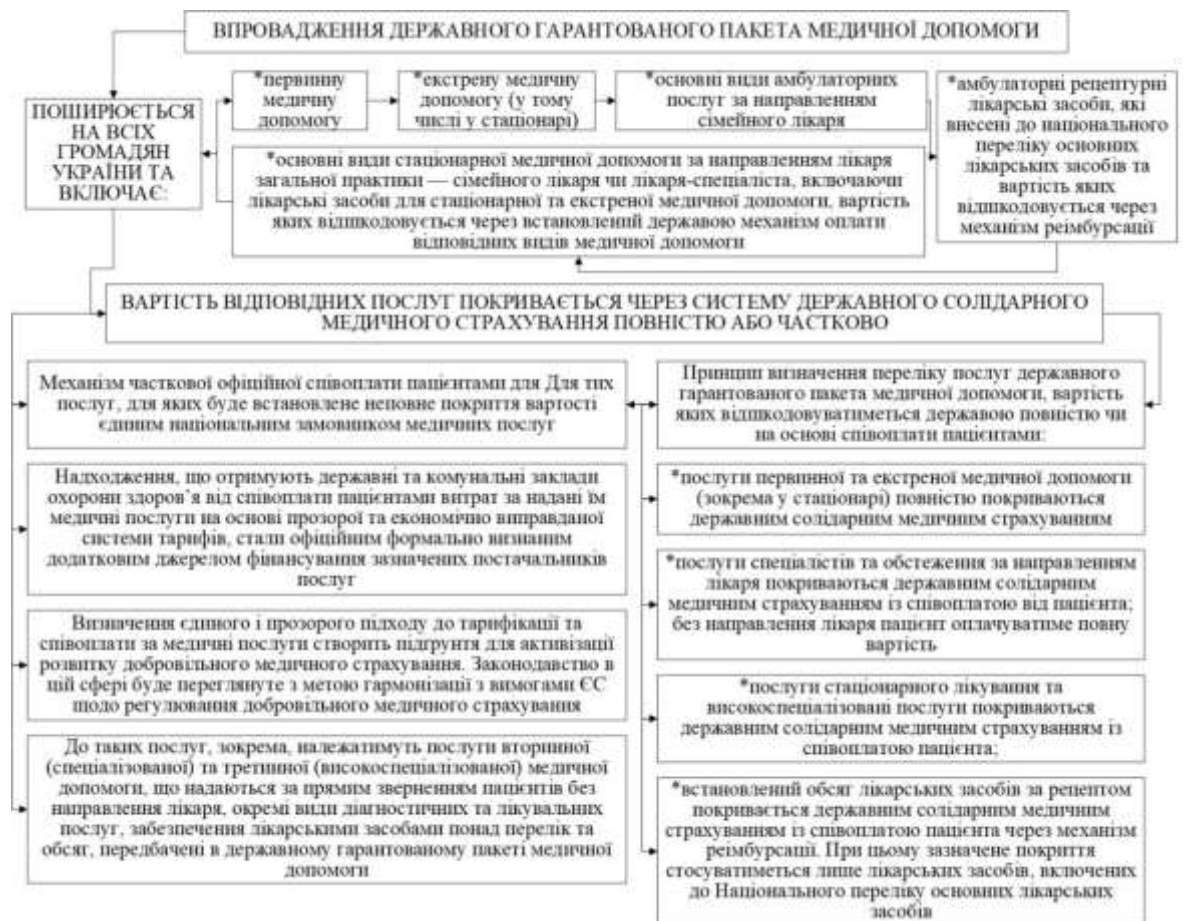 ВПРОВАДЖЕННЯ ДЕРЖАВНОГО ГАРАНТОВАНОГО ПАКЕТА МЕДИЧНОЇ ДОПОМОГИ
ПОШИРЮЄТЬСЯ
НА ВСІХ
ГРОМАДЯН
УКРАЇНИ ТА
ВКЛЮЧАЄ:
*первинну
медичну
допомогу
*екстрену медичну
допомогу (у тому
числі у стаціонарі)
*основні види амбулаторних
послуг за направленням
сімейного лікаря
*амбулаторні рецептурні
лікарські засоби, які
внесені до національного
переліку основних
лікарських засобів та
вартість яких
відшкодовується через
механізм реімбурсації
*основні види стаціонарної медичної допомоги за направленням лікаря
загальної практики — сімейного лікаря чи лікаря-спеціаліста, включаючи
лікарські засоби для стаціонарної та екстреної медичної допомоги, вартість
яких відшкодовується через встановлений державою механізм оплати
відповідних видів медичної допомоги
ВАРТІСТЬ ВІДПОВІДНИХ ПОСЛУГ ПОКРИВАЄТЬСЯ ЧЕРЕЗ СИСТЕМУ ДЕРЖАВНОГО СОЛІДАРНОГО
МЕДИЧНОГО СТРАХУВАННЯ ПОВНІСТЮ АБО ЧАСТКОВО
Механізм часткової офіційної співоплати пацієнтами для Для тих
послуг, для яких буде встановлене неповне покриття вартості
єдиним національним замовником медичних послуг
Надходження, що отримують державні та комунальні заклади
охорони здоров`я від співоплати пацієнтами витрат за надані їм
медичні послуги на основі прозорої та економічно виправданої
системи тарифів, стали офіційним формально визнаним
додатковим джерелом фінансування зазначених постачальників
послуг
Визначення єдиного і прозорого підходу до тарифікації та
співоплати за медичні послуги створить підґрунтя для активізації
розвитку добровільного медичного страхування. Законодавство в
цій сфері буде переглянуте з метою гармонізації з вимогами ЄС
щодо регулювання добровільного медичного страхування
До таких послуг, зокрема, належатимуть послуги вторинної
(спеціалізованої) та третинної (високоспеціалізованої) медичної
допомоги, що надаються за прямим зверненням пацієнтів без
направлення лікаря, окремі види діагностичних та лікувальних
послуг, забезпечення лікарськими засобами понад перелік та
обсяг, передбачені в державному гарантованому пакеті медичної
допомоги
Принцип визначення переліку послуг державного
гарантованого пакета медичної допомоги, вартість
яких відшкодовуватиметься державою повністю чи
на основі співоплати пацієнтами:
*послуги первинної та екстреної медичної допомоги
(зокрема у стаціонарі) повністю покриваються
державним солідарним медичним страхуванням
*послуги спеціалістів та обстеження за направленням
лікаря покриваються державним солідарним
медичним страхуванням із співоплатою від пацієнта;
без направлення лікаря пацієнт оплачуватиме повну
вартість
*послуги стаціонарного лікування та
високоспеціалізовані послуги покриваються
державним солідарним медичним страхуванням із
співоплатою пацієнта;
*встановлений обсяг лікарських засобів за рецептом
покривається державним солідарним медичним
страхуванням із співоплатою пацієнта через механізм
реімбурсації. При цьому зазначене покриття
стосуватиметься лише лікарських засобів, включених
до Національного переліку основних лікарських
засобів